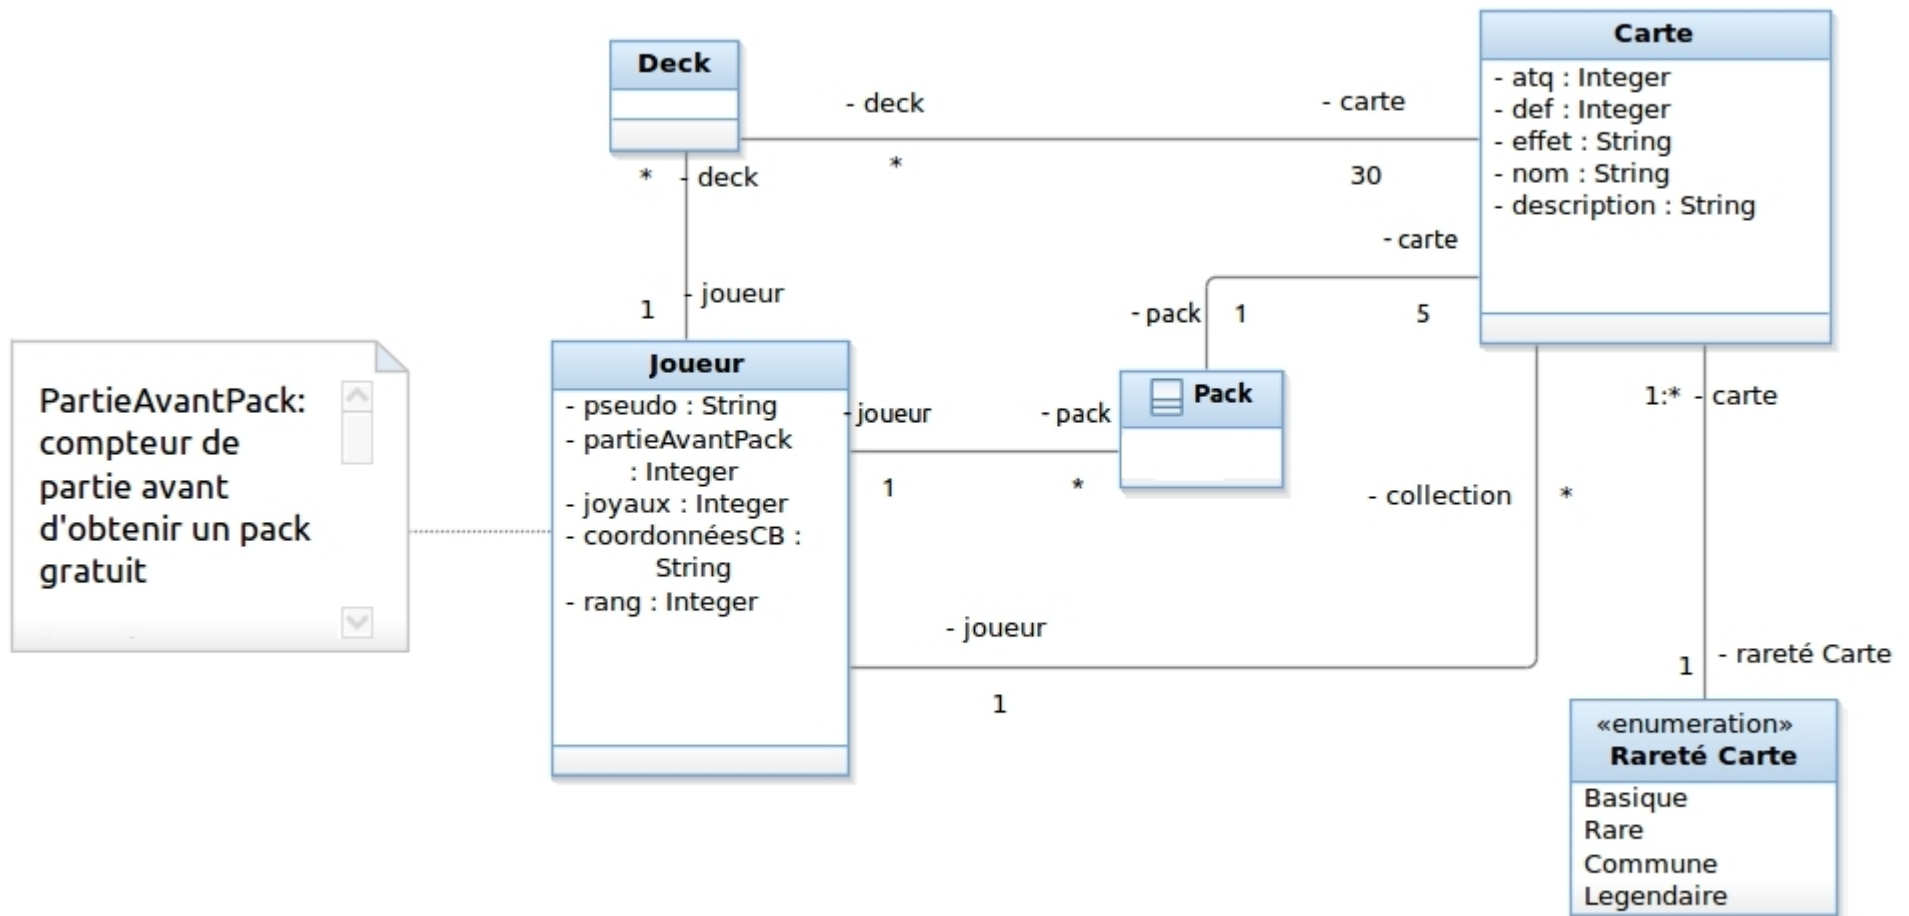 Deck
Carte
- atq : Integer
- def : Integer
- effet : String
- nom : String
- description : String
- deck
*
- carte
30
* - deck
1 - joueur
- carte
5
- pack
1
PartieAvantPack:
compteur de
partie avant
d'obtenir un pack
gratuit
Joueur
- pseudo : String
- partieAvantPack
: Integer
- joyaux : Integer
- coordonnéesCB :
String
- rang : Integer
- joueur
1
- pack
*
Pack
- collection
*
- joueur
1
1:* - carte
1
- rareté Carte
«enumeration»
Rareté Carte
Basique
Rare
Commune
Legendaire